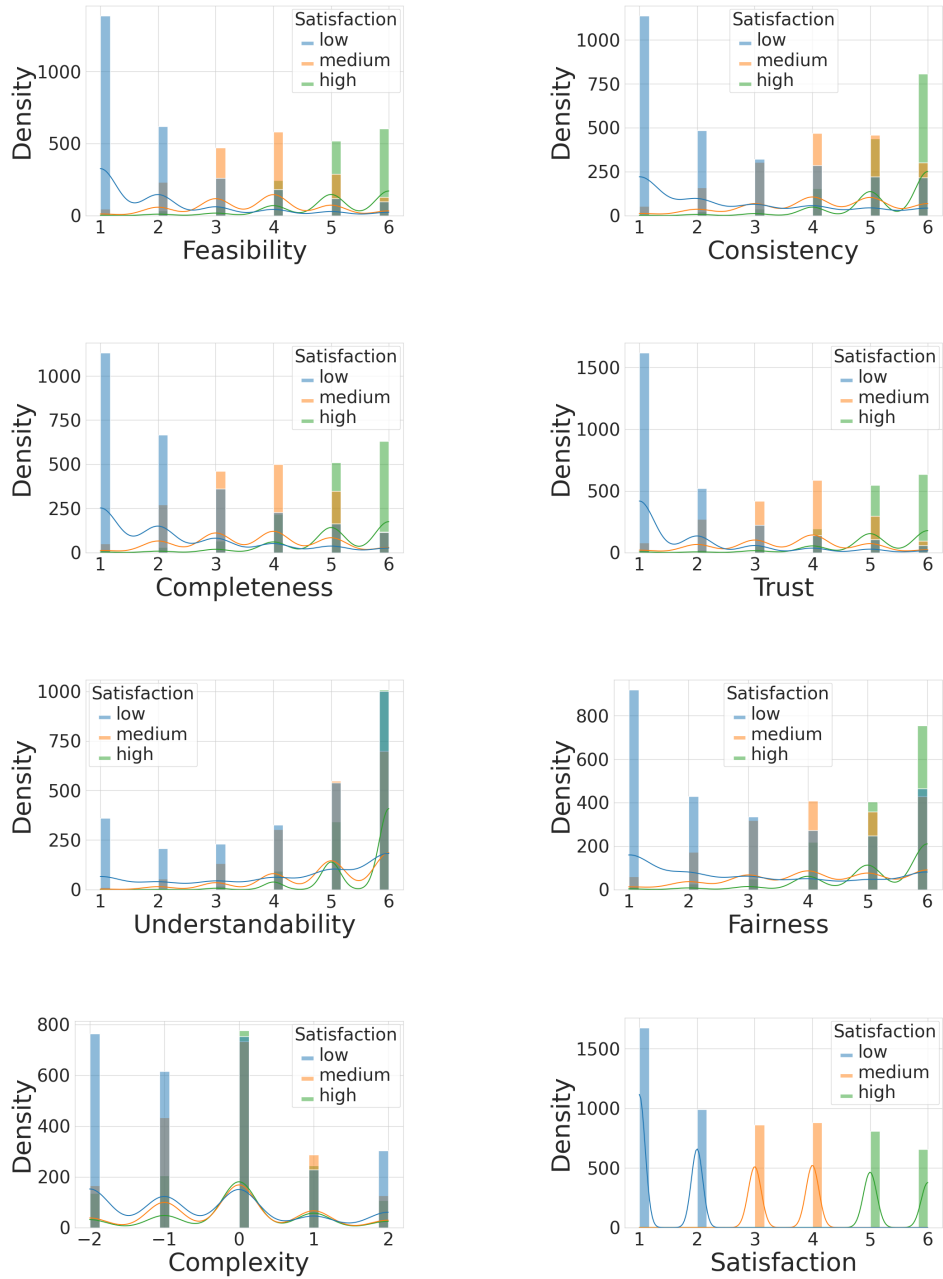 Satisfaction
low
medium
high
Density
1000
500
0
1 2 3 4 5 6
Feasibility
Satisfaction
low
medium
high
Density
1000
750
500
250
0
1 2 3 4 5 6
Consistency
Satisfaction
low
medium
high
Density
1000
750
500
250
0
1 2 3 4 5 6
Completeness
Satisfaction
low
medium
high
Density
1500
1000
500
0
1 2 3 4 5 6
Trust
Satisfaction
low
medium
high
Density
1000
750
500
250
0
1 2 3 4 5 6
Understandability
Satisfaction
low
medium
high
Density
800
600
400
200
0
1 2 3 4 5 6
Fairness
Satisfaction
low
medium
high
Density
800
600
400
200
0
−2 −1 0 1 2
Complexity
Satisfaction
low
medium
high
Density
1500
1000
500
0
1 2 3 4 5 6
Satisfaction